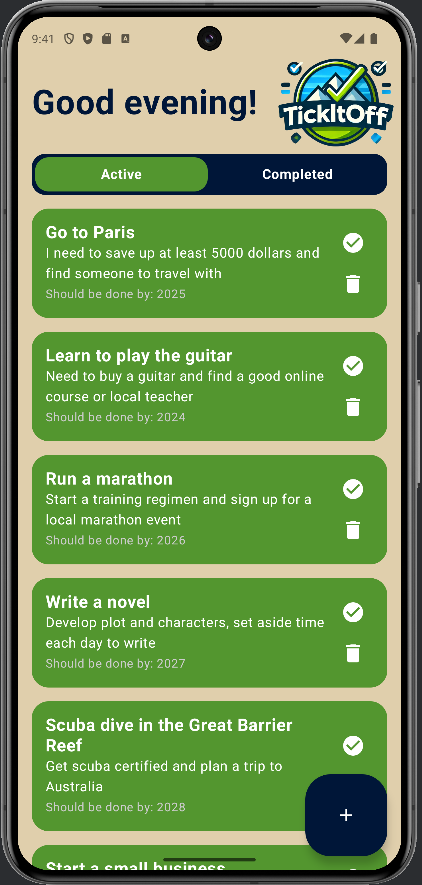 9:41
Good evening!
TickItOff
Active
Completed
Go to Paris
I need to save up at least 5000 dollars and
find someone to travel with
Should be done by: 2025
Learn to play the guitar
Need to buy a guitar and find a good online
course or local teacher
Should be done by: 2024
Run a marathon
Start a training regimen and sign up for a
local marathon event
Should be done by: 2026
Write a novel
Develop plot and characters, set aside time
each day to write
Should be done by: 2027
Scuba dive in the Great Barrier
Reef
Get scuba certified and plan a trip to
Australia
Should be done by: 2028
+
Start a small business